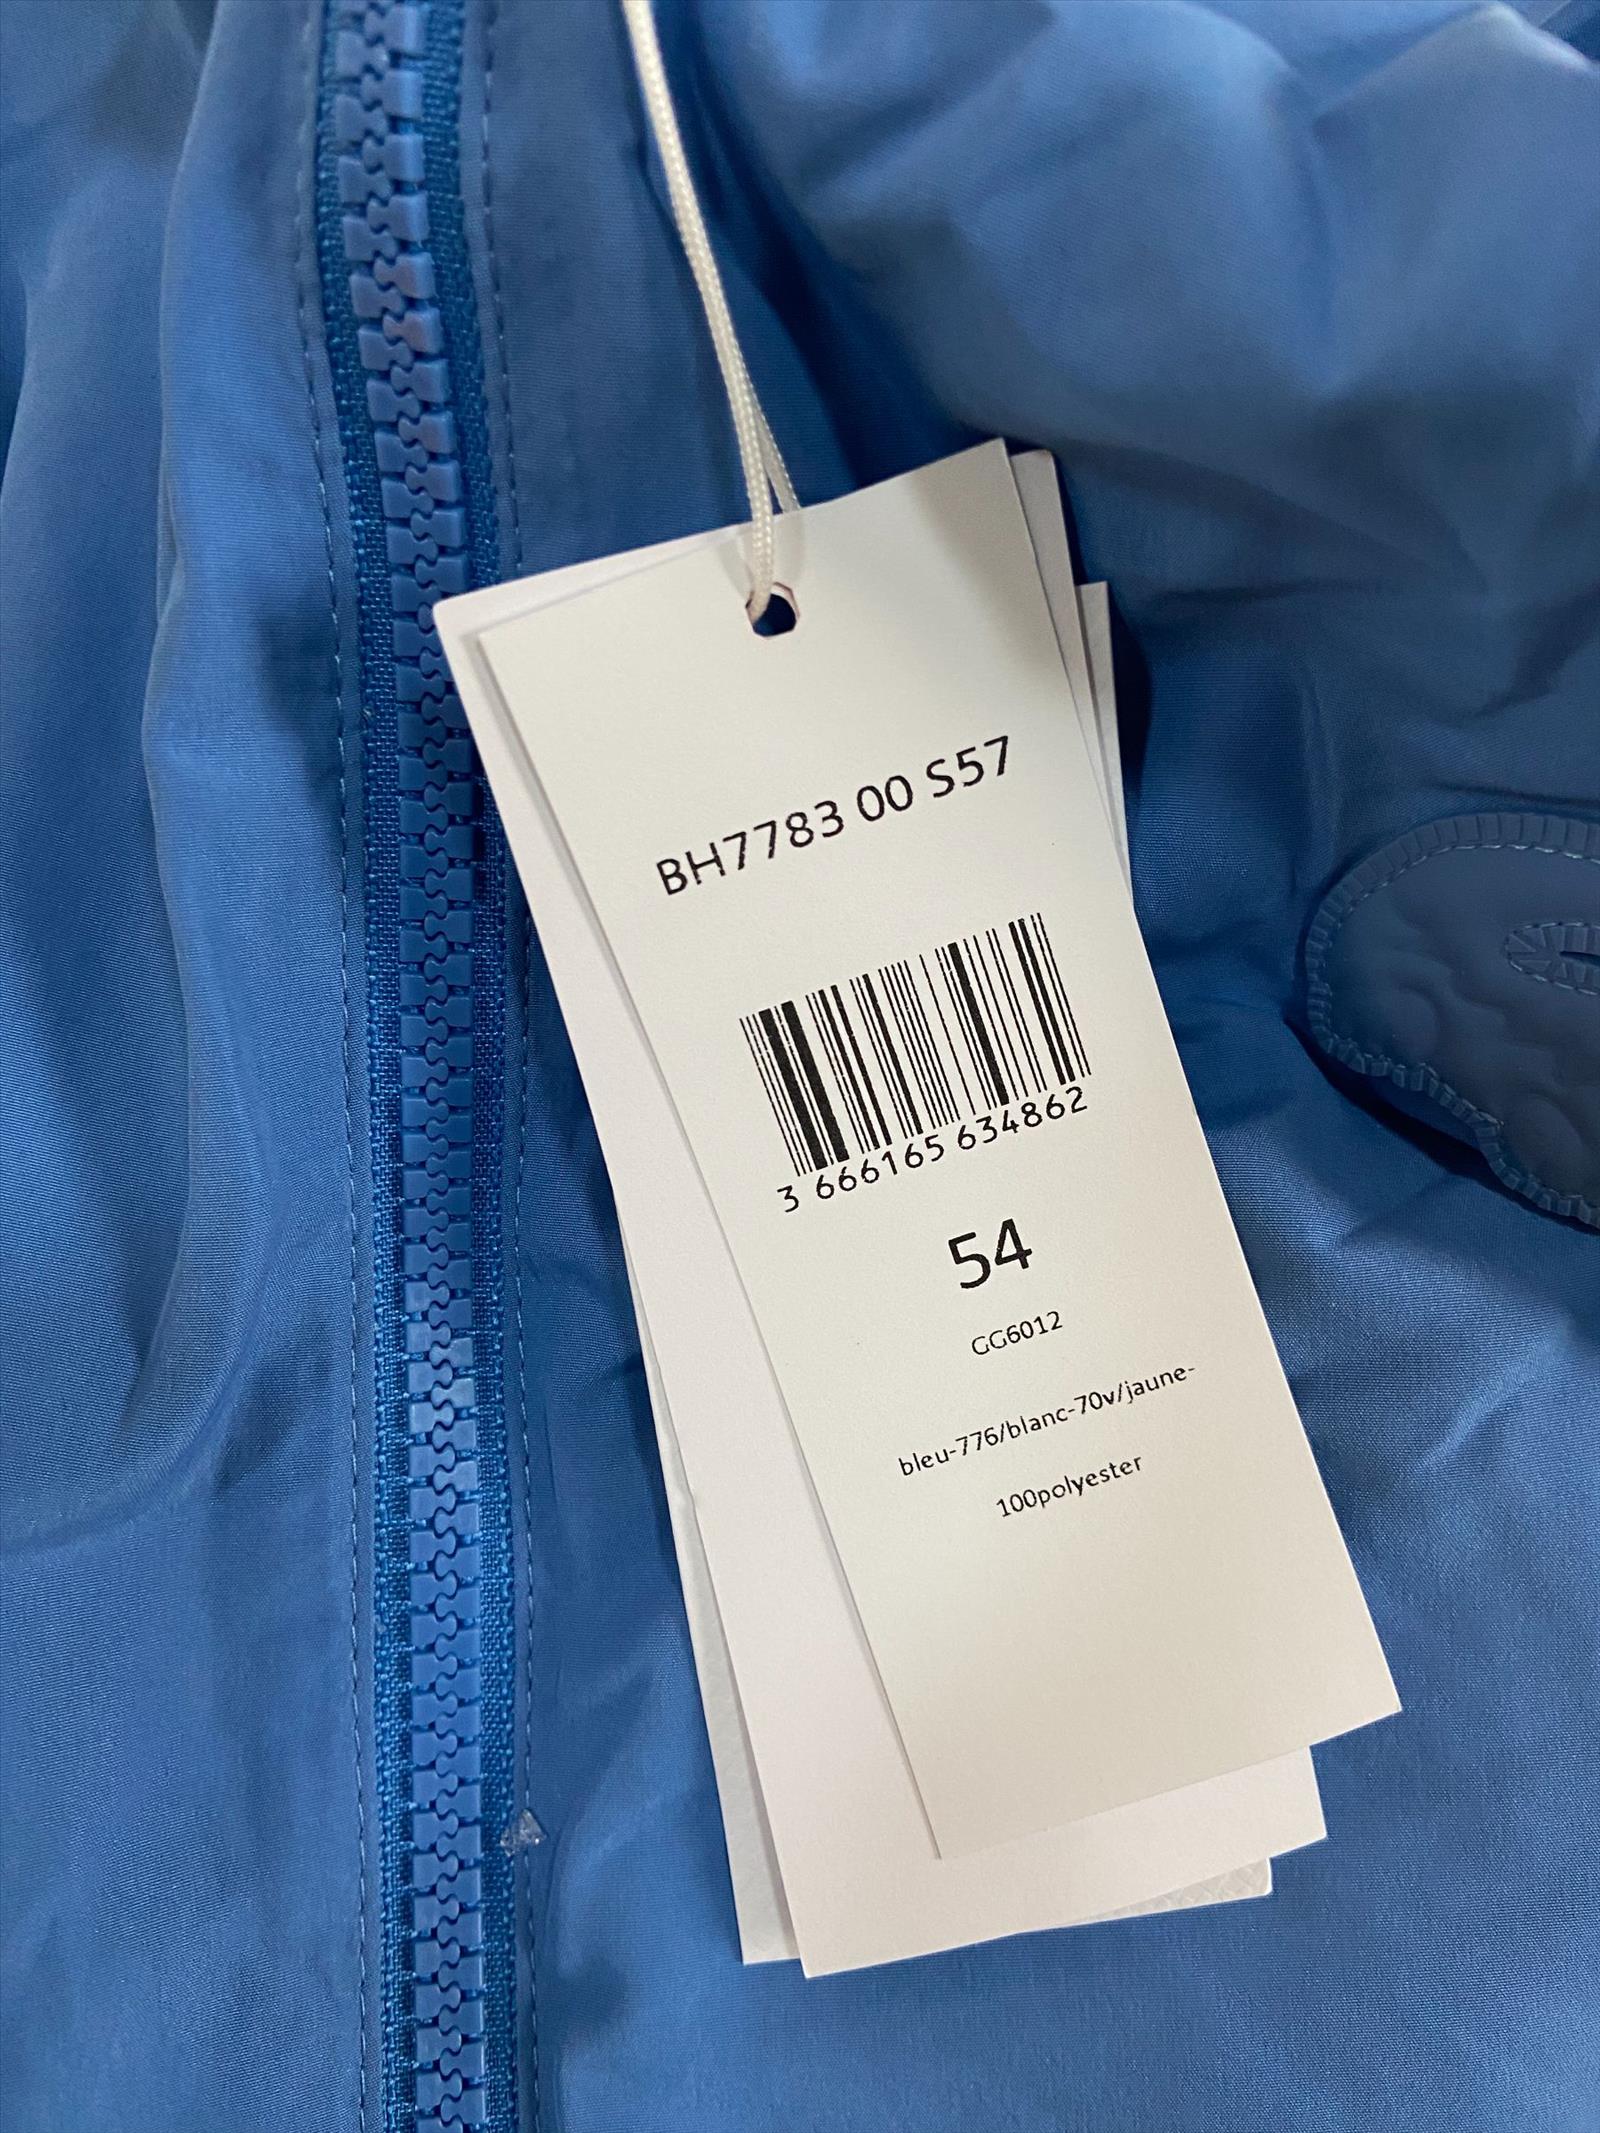 BH7783 00 S57
3 666165 634862
54
GG6012
bleu-776/blanc-70v/jaune-
100polyester